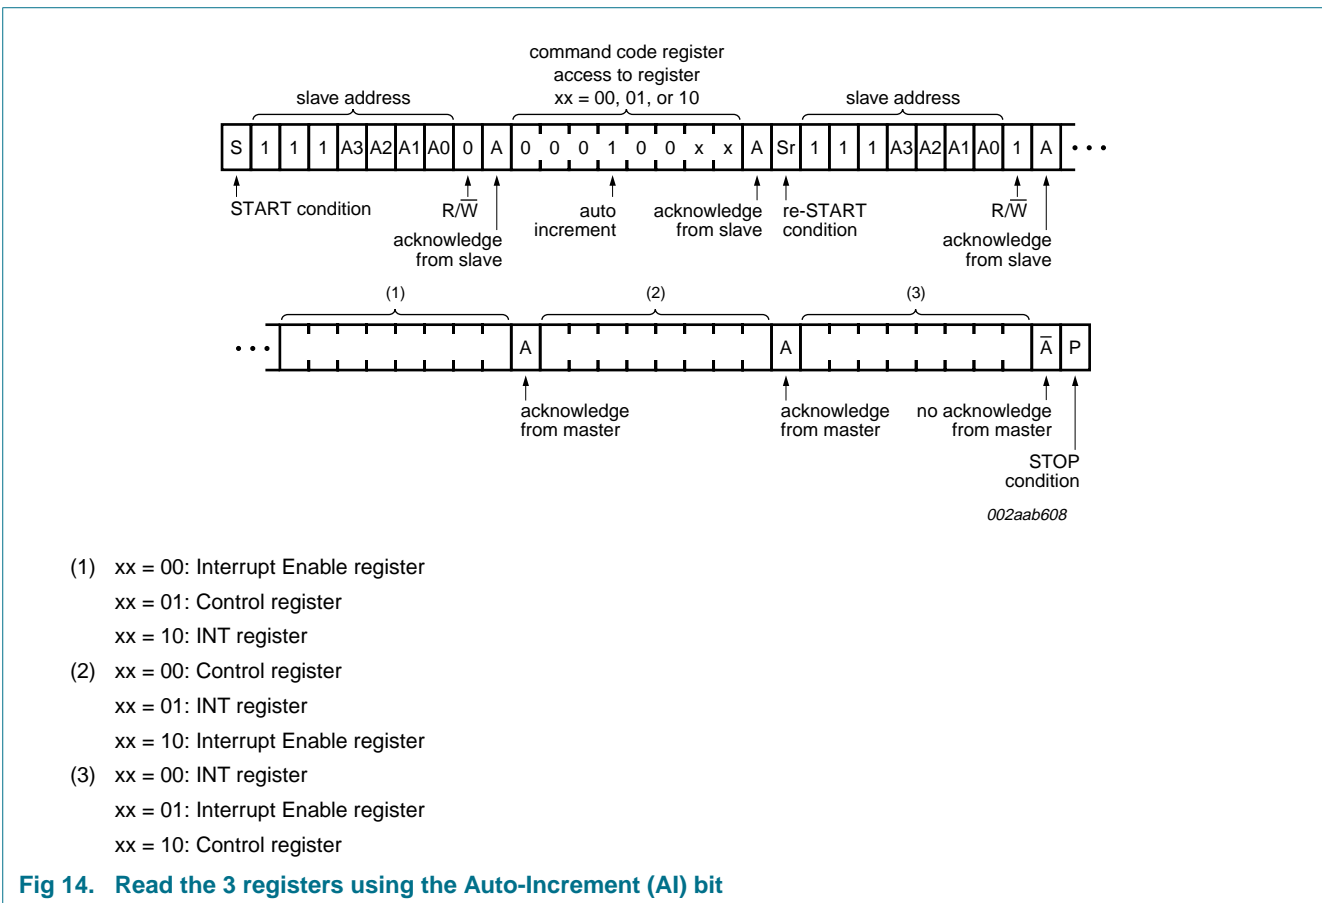 command code register
access to register
slave address xx = 00, 01, or 10 slave address
S 1 1 1 A3 A2 A1 A0 0 A 0 0 0 1 0 0 x x A Sr 1 1 1 A3 A2 A1 A0 1 A • • •
START condition R/W̅ auto increment acknowledge from slave re-START condition R/W̅
acknowledge from slave acknowledge from slave
(1) (2) (3)
• • • A A A̅ P
acknowledge from master acknowledge from master no acknowledge from master
STOP
condition
002aab608
(1) xx = 00: Interrupt Enable register
xx = 01: Control register
xx = 10: INT register
(2) xx = 00: Control register
xx = 01: INT register
xx = 10: Interrupt Enable register
(3) xx = 00: INT register
xx = 01: Interrupt Enable register
xx = 10: Control register
Fig 14. Read the 3 registers using the Auto-Increment (AI) bit